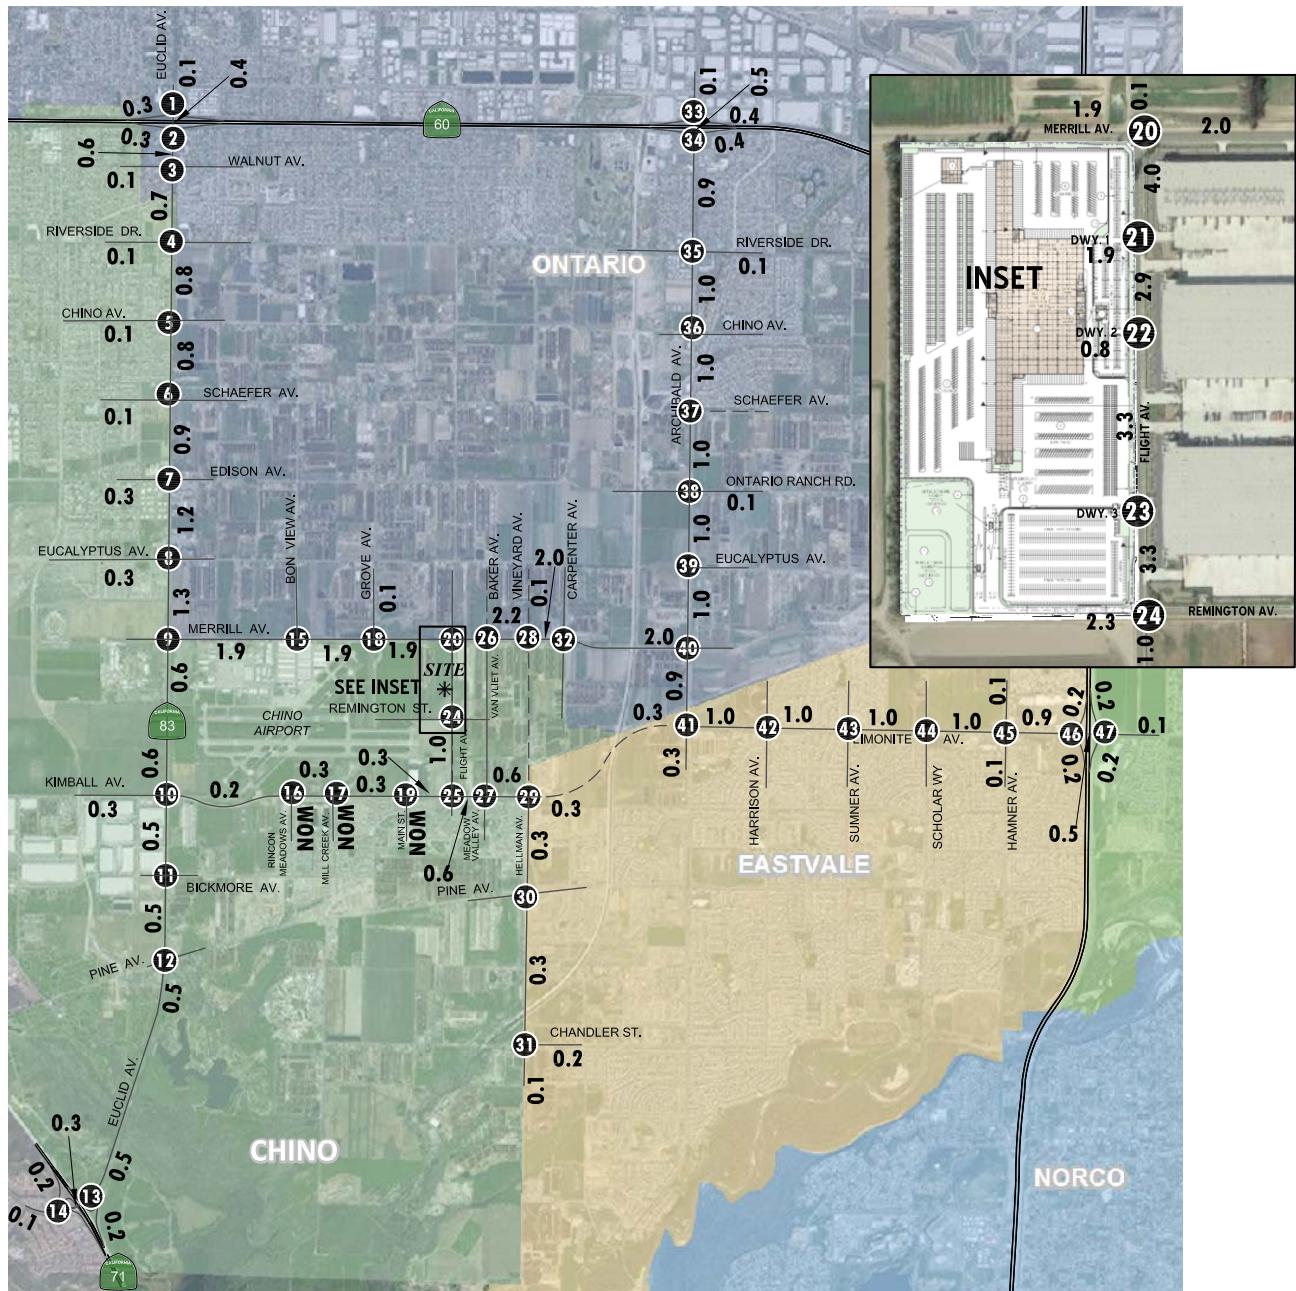 EUCLID AV.
0.1
0.4
0.3
1
CALIFORNIA
60
0.3
2
0.6
3
WALNUT AV.
0.1
0.7
RIVERSIDE DR.
4
0.1
0.8
CHINO AV.
5
0.1
0.8
6
SCHAEFER AV.
0.1
0.9
7
EDISON AV.
0.3
1.2
EUCALYPTUS AV.
8
0.3
1.3
9
MERRILL AV.
1.9
BON VIEW AV.
15
1.9
GROVE AV.
0.1
18
1.9
20
SITE
SEE INSET
REMINGTON ST.
24
BAKER AV.
26
2.2
VINEYARD AV.
28
0.1
2.0
CARPENTER AV.
32
2.0
VAN VLIET AV.
0.6
CALIFORNIA
83
CHINO
AIRPORT
0.6
KIMBALL AV.
10
0.3
0.2
16
0.3
17
0.3
19
0.3
1.0
FLIGHT AV.
25
27
0.6
29
0.3
RINCON
MEADOWS AV.
NOM
MILL CREEK AV.
NOM
MAIN ST.
NOM
MEADOW
VALLEY AV.
0.6
HELLMAN AV.
0.3
0.5
11
BICKMORE AV.
0.5
12
PINE AV.
0.5
PINE AV.
30
0.3
31
CHANDLER ST.
0.2
0.1
EUCLID AV.
0.3
0.5
0.2
13
14
0.1
0.2
CALIFORNIA
71
CHINO
ONTARIO
0.1
0.5
33
0.4
34
0.4
0.9
35
RIVERSIDE DR.
0.1
1.0
36
CHINO AV.
ARCHIBALD AV.
1.0
37
SCHAEFER AV.
1.0
38
ONTARIO RANCH RD.
0.1
1.0
39
EUCALYPTUS AV.
1.0
40
0.9
0.3
41
0.3
1.0
42
1.0
43
LIMONITE AV.
1.0
44
1.0
45
0.1
0.1
0.9
46
0.2
0.2
0.5
47
0.2
0.2
0.1
HARRISON AV.
SUMNER AV.
SCHOLAR WY
HAMNER AV.
EASTVALE
NORCO
1.9
MERRILL AV.
0.1
20
2.0
4.0
DWY. 1
21
1.9
INSET
2.9
DWY. 2
22
0.8
3.3
FLIGHT AV.
DWY. 3
23
3.3
24
REMINGTON AV.
2.3
1.0